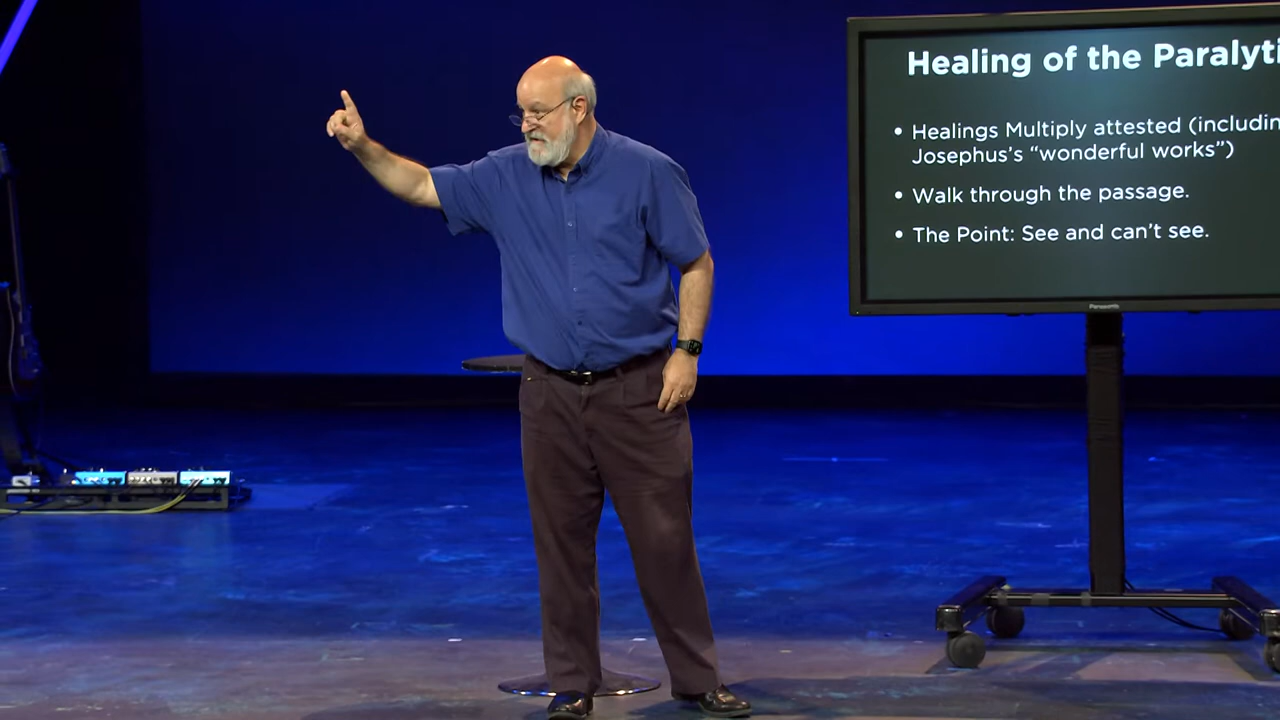 Healing of the Paralyti
• Healings Multiply attested (includin
Josephus's “wonderful works”)
• Walk through the passage.
• The Point: See and can't see.
Panasonic